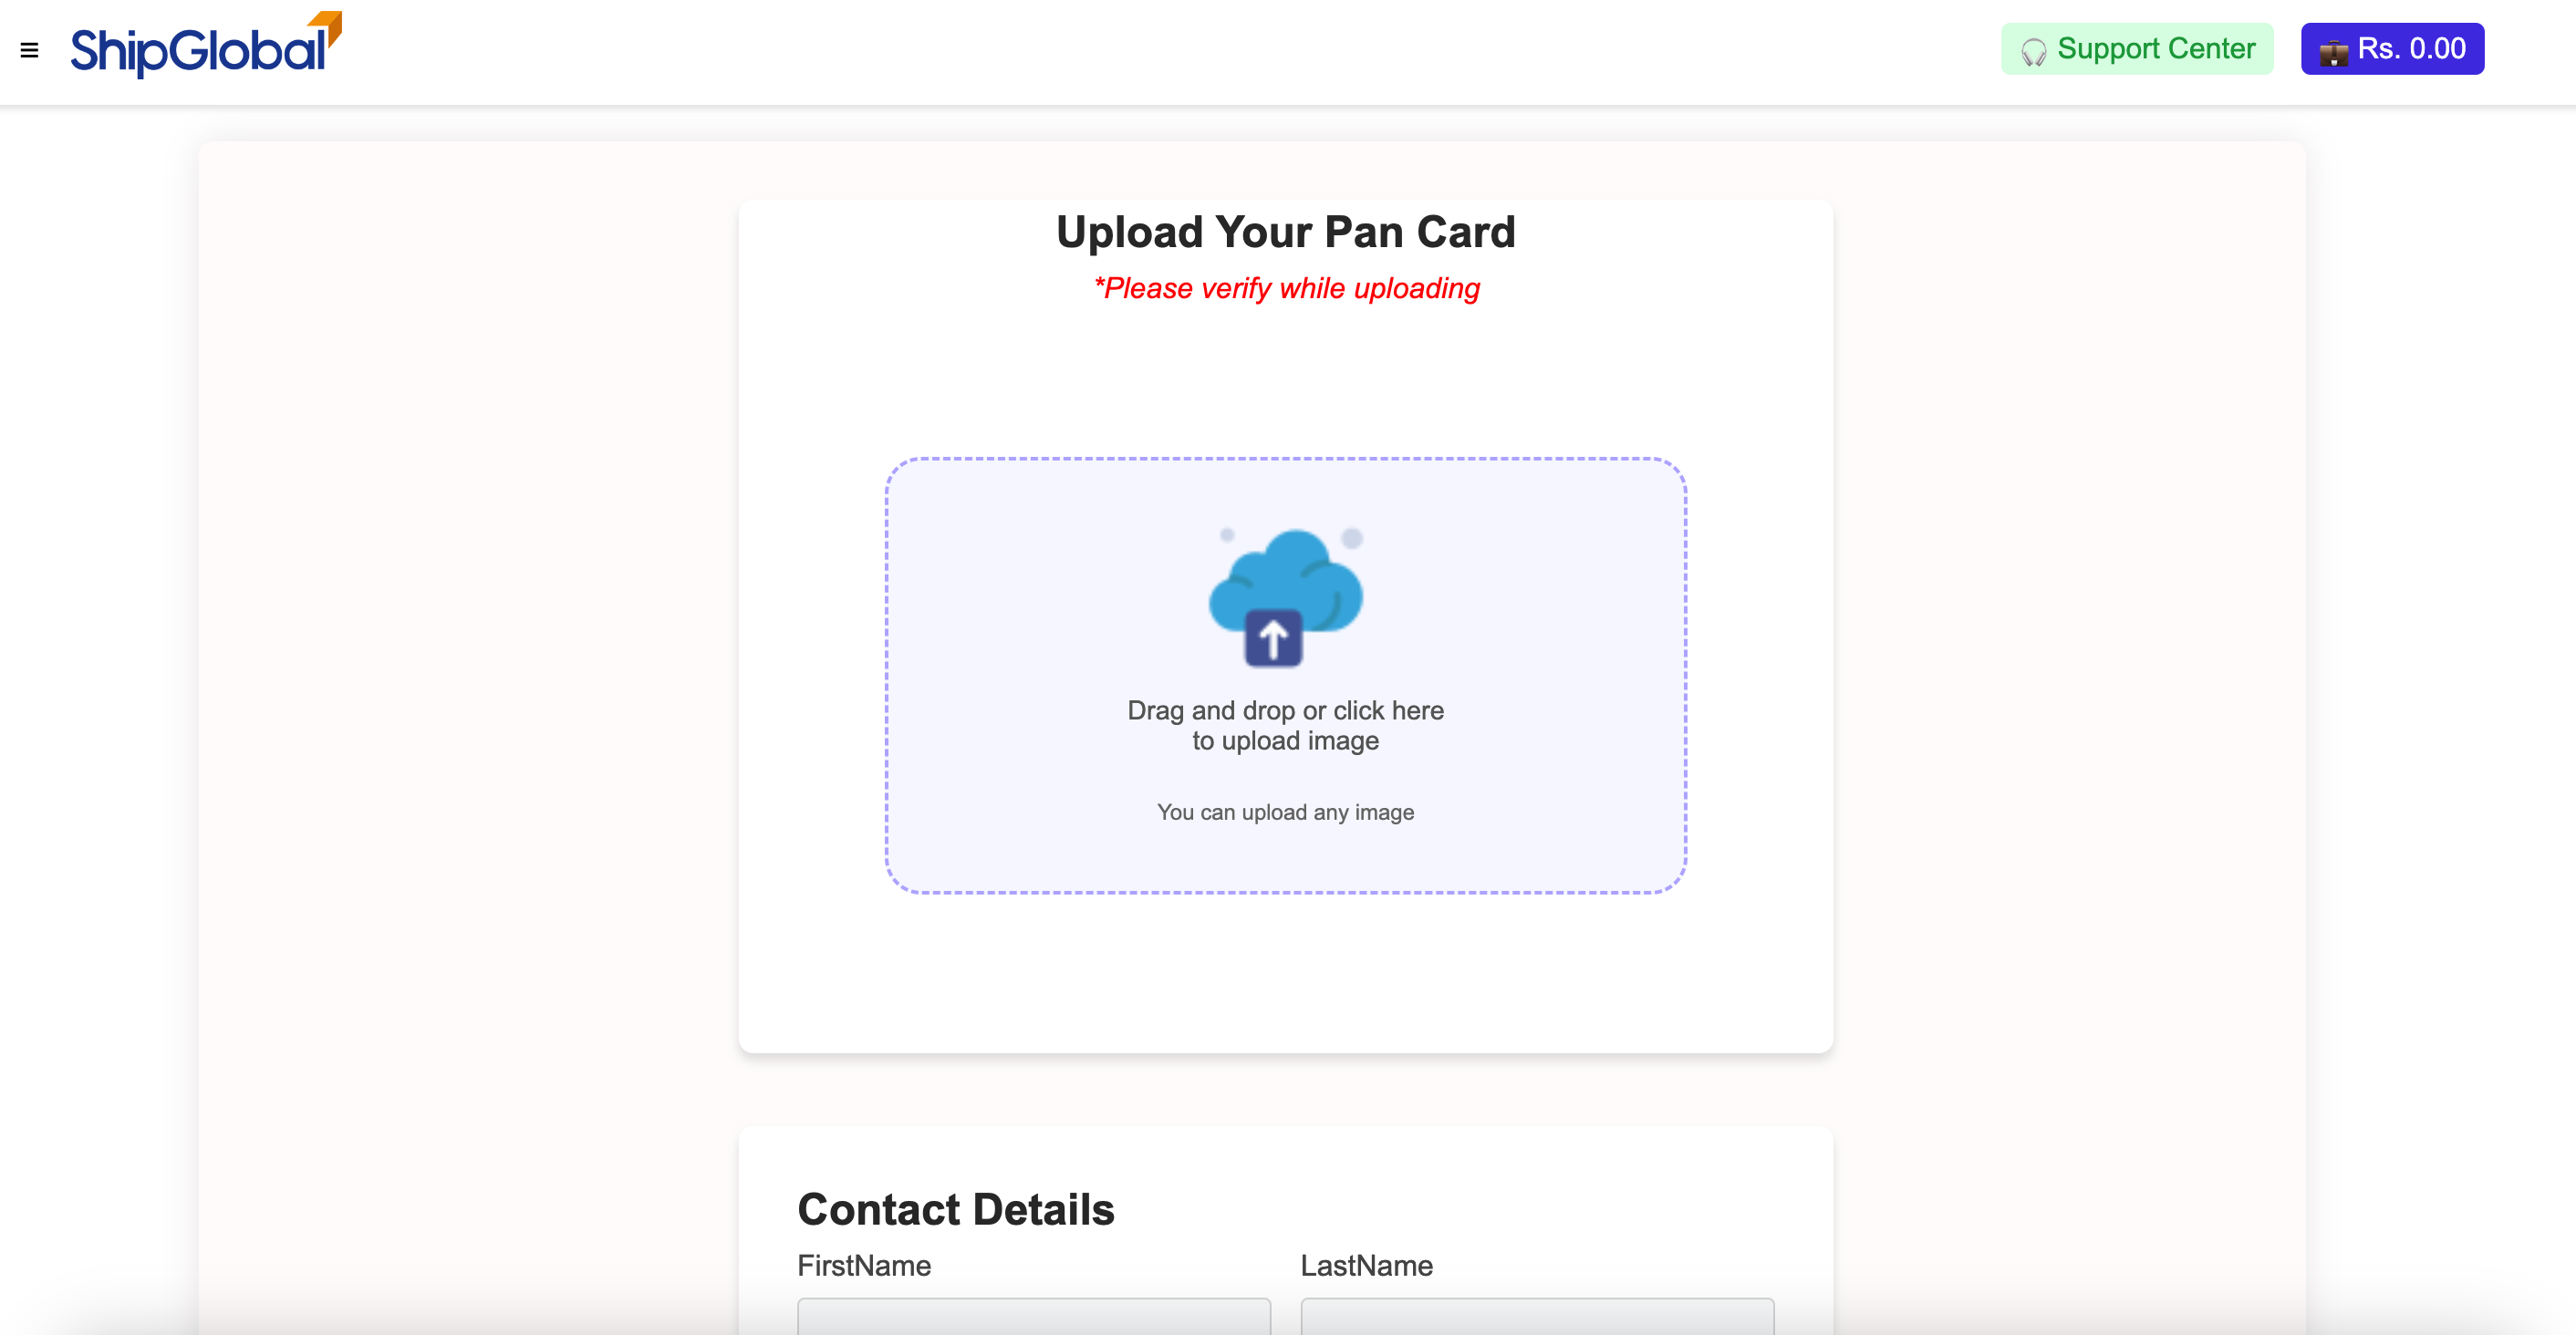 ShipGlobal
Support Center
Rs. 0.00
Upload Your Pan Card
*Please verify while uploading
Drag and drop or click here
to upload image
You can upload any image
Contact Details
FirstName
LastName